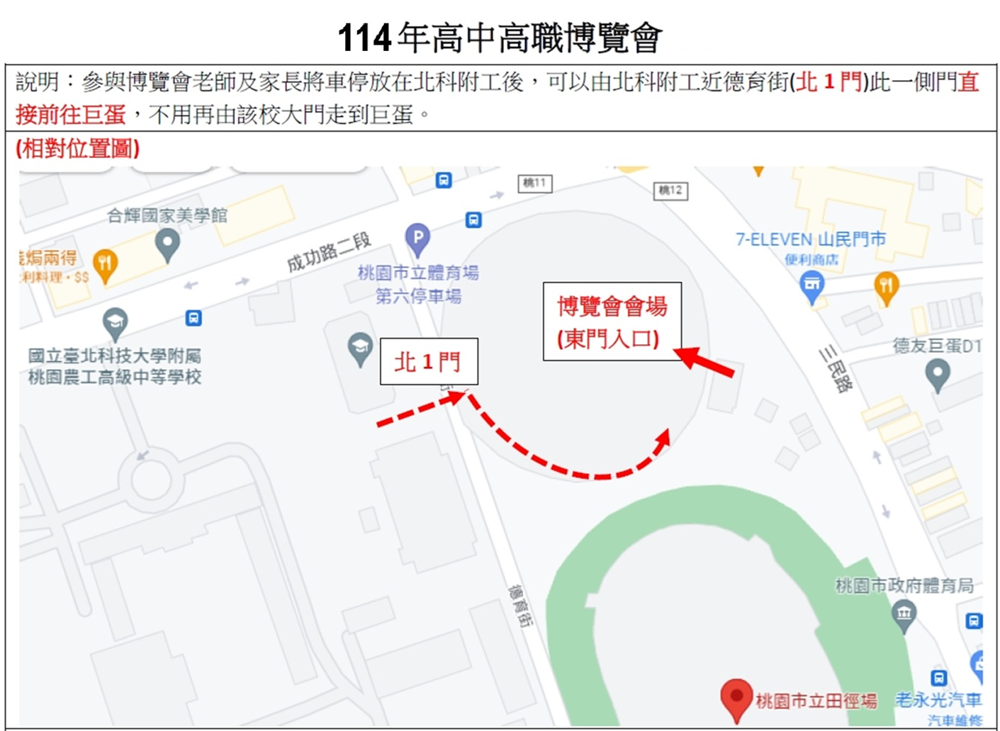 114年高中高職博覽會
說明：參與博覽會老師及家長將車停放在北科附工後，可以由北科附工近德育街(北1門)此一側門直
接前往巨蛋，不用再由該校大門走到巨蛋。
(相對位置圖)
桃11
桃12
合輝國家美學館
成功路二段
7-ELEVEN 山民門市
便利商店
焗兩得
利料理·$$
P
桃園市立體育場
第六停車場
博覽會會場
(東門入口)
國立臺北科技大學附屬
桃園農工高級中等學校
北1門
街
三民路
德友巨蛋D1
德育街
桃園市政府體育局
桃園市立田徑場
老永光汽車
汽車維修